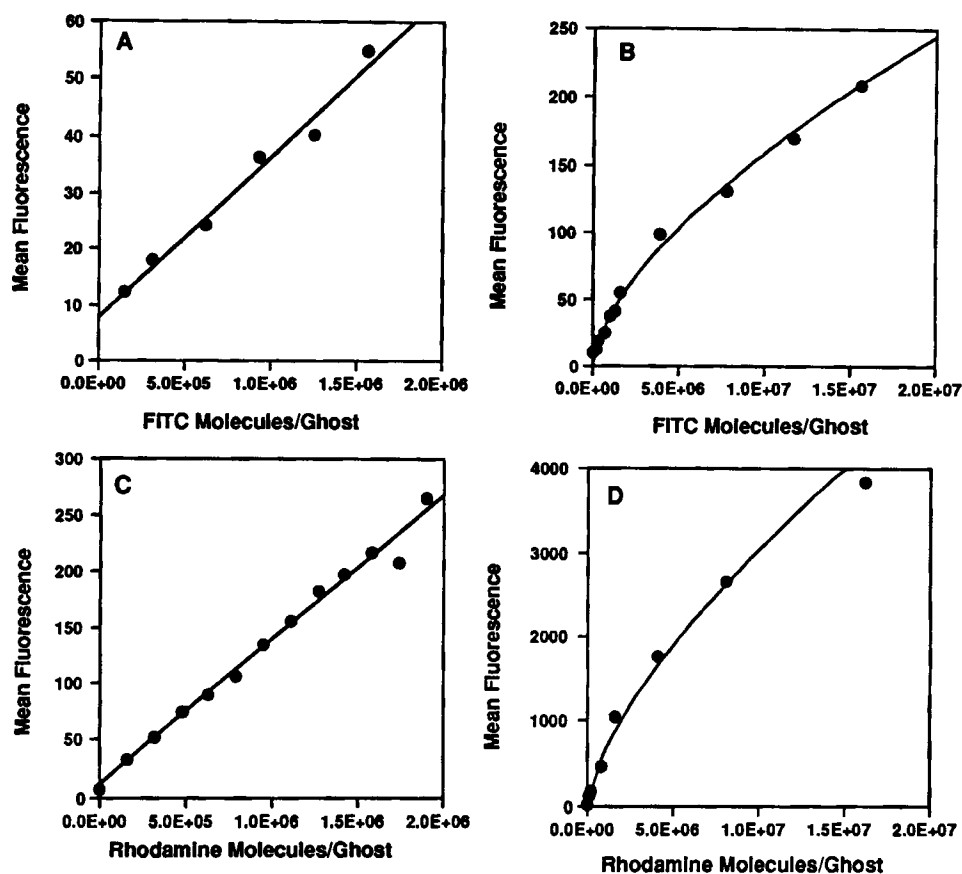 A
Mean Fluorescence
60
50
40
30
20
10
0
0.0E+00 5.0E+05 1.0E+06 1.5E+06 2.0E+06
FITC Molecules/Ghost
B
Mean Fluorescence
250
200
150
100
50
0
0.0E+00 5.0E+06 1.0E+07 1.5E+07 2.0E+07
FITC Molecules/Ghost
C
Mean Fluorescence
300
250
200
150
100
50
0
0.0E+00 5.0E+05 1.0E+06 1.5E+06 2.0E+06
Rhodamine Molecules/Ghost
D
Mean Fluorescence
4000
3000
2000
1000
0
0.0E+00 5.0E+06 1.0E+07 1.5E+07 2.0E+07
Rhodamine Molecules/Ghost